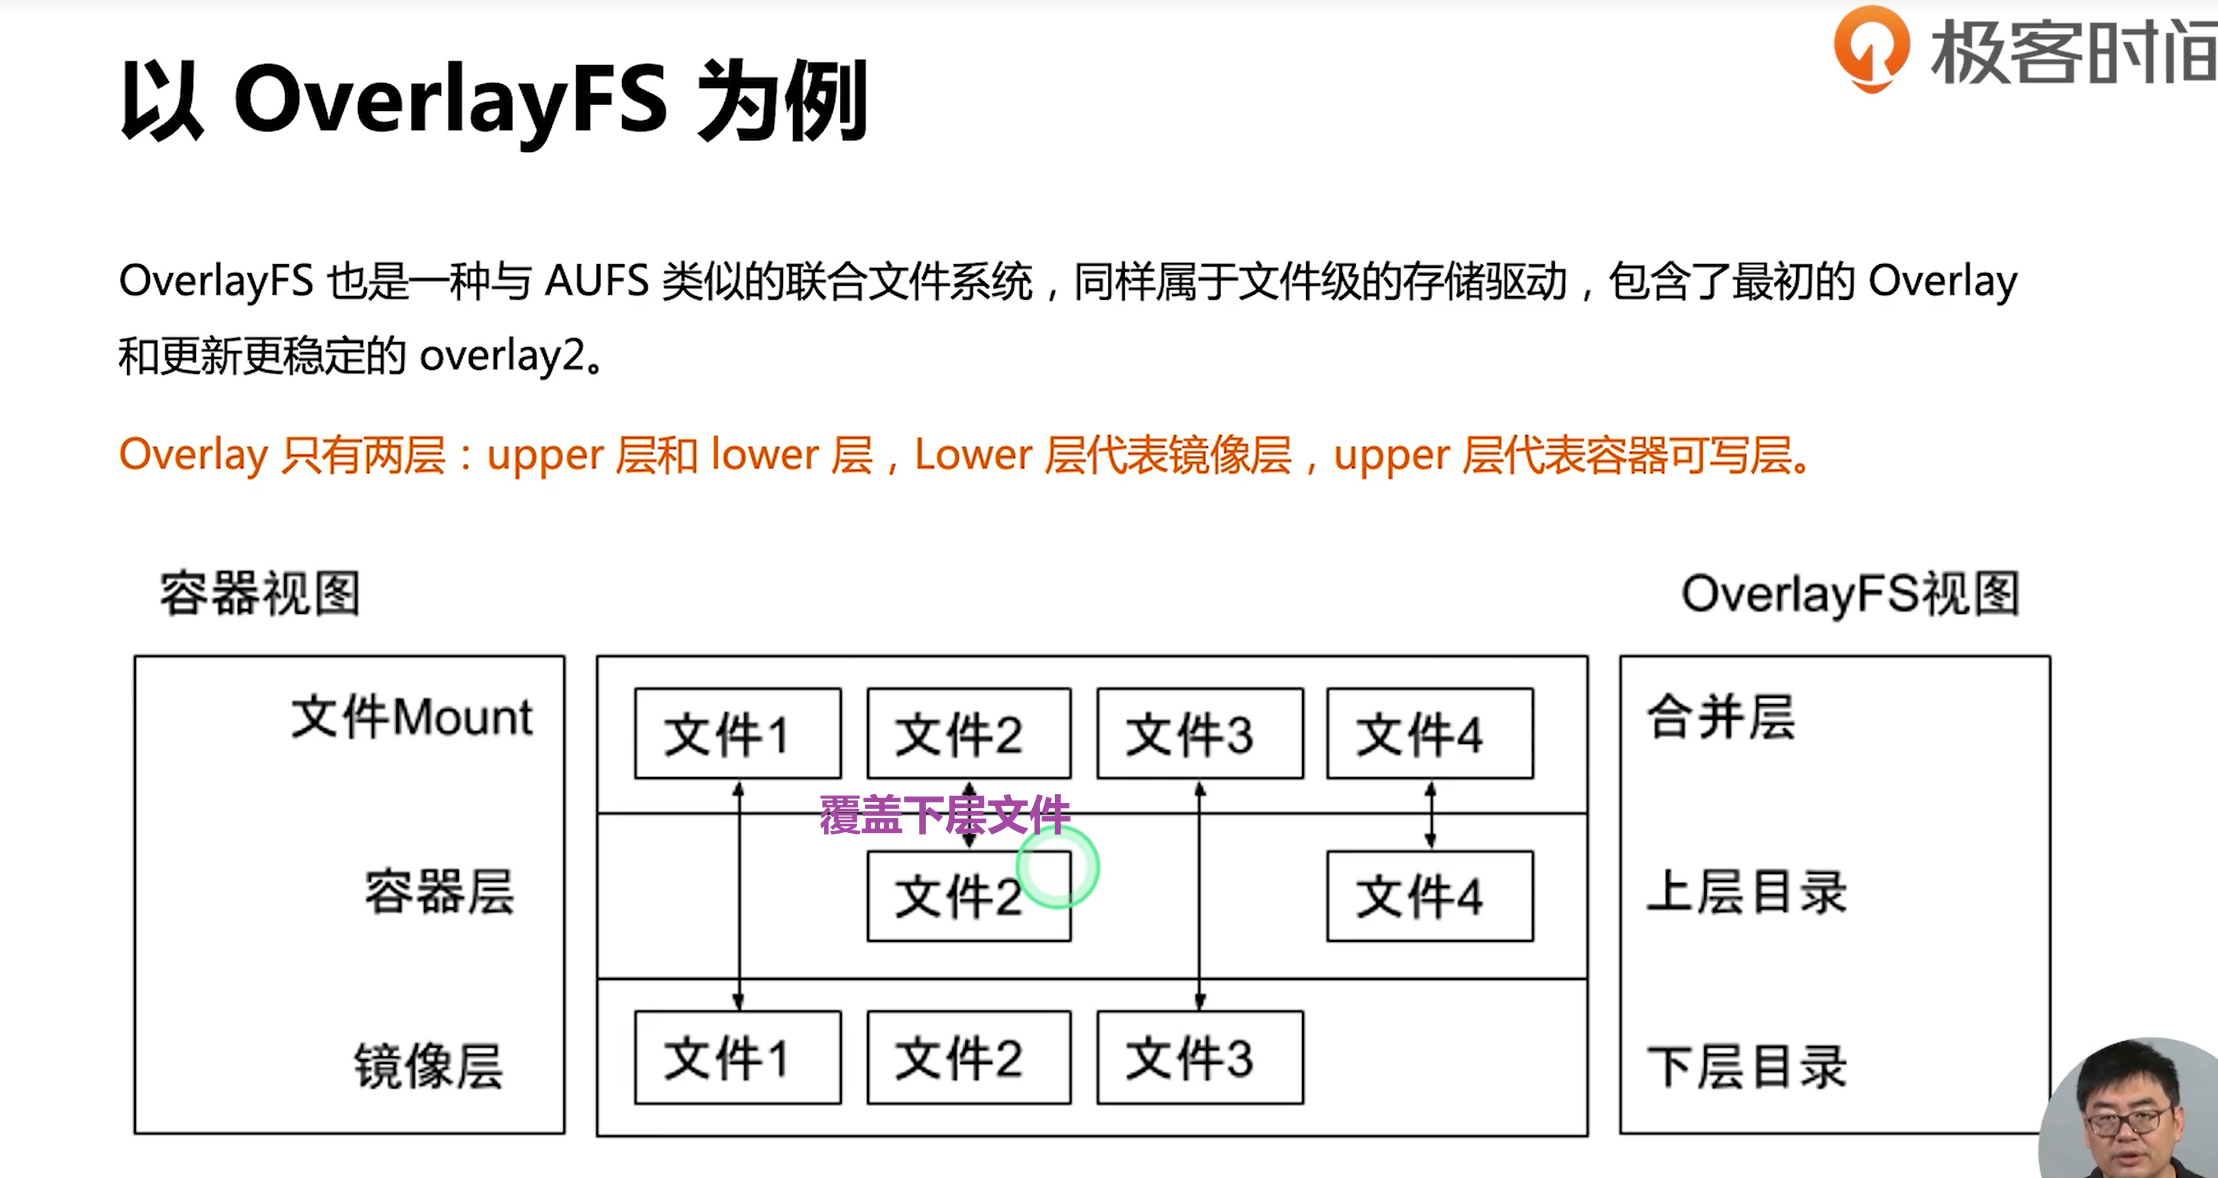 极客时间
以 OverlayFS 为例
OverlayFS 也是一种与 AUFS 类似的联合文件系统，同样属于文件级的存储驱动，包含了最初的 Overlay
和更新更稳定的 overlay2。
Overlay 只有两层：upper 层和 lower 层，Lower 层代表镜像层，upper 层代表容器可写层。
容器视图
OverlayFS视图
文件Mount
文件1
文件2
文件3
文件4
合并层
覆盖下层文件
容器层
文件2
文件4
上层目录
镜像层
文件1
文件2
文件3
下层目录